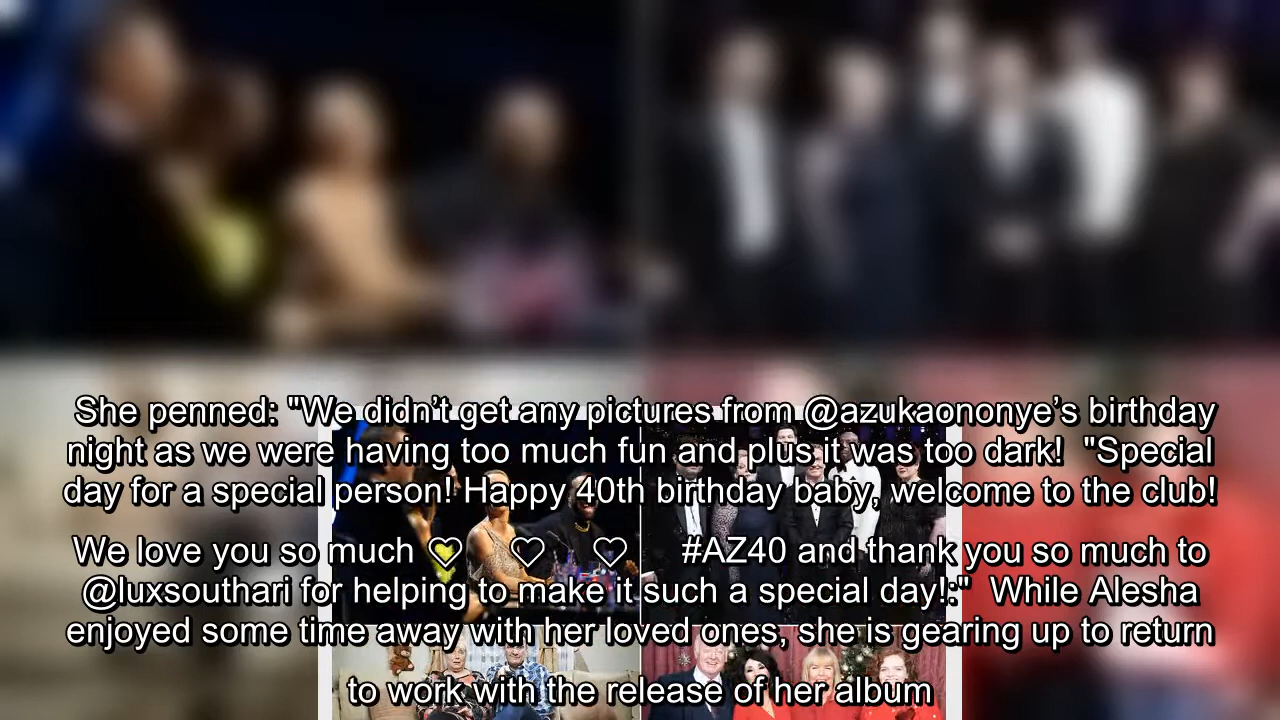 She penned: "We didn’t get any pictures from @azukaononye’s birthday
night as we were having too much fun and plus it was too dark!  "Special
day for a special person! Happy 40th birthday baby, welcome to the club!
We love you so much ♡ ♡ ♡ #AZ40 and thank you so much to
@luxsouthari for helping to make it such a special day!:"  While Alesha
enjoyed some time away with her loved ones, she is gearing up to return
to work with the release of her album